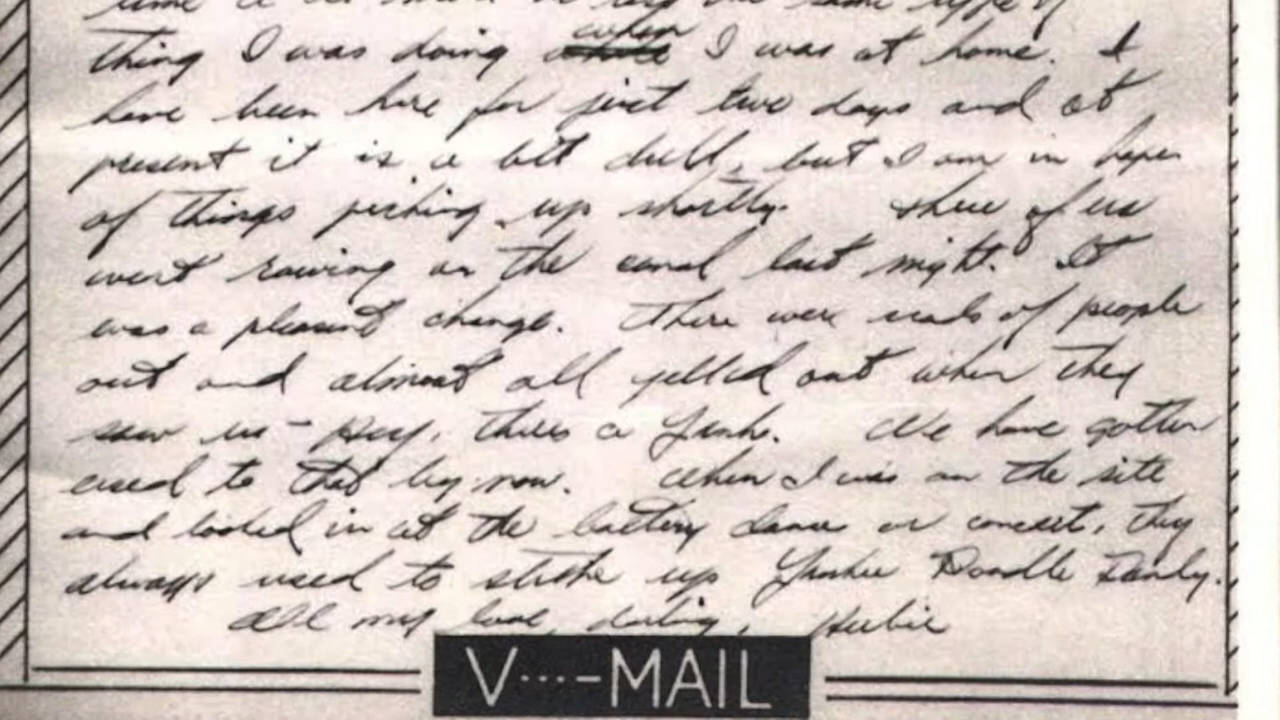 thing I was doing when I was at home. I
have been here for just two days and at
present it is a bit dull, but I am in hopes
of things picking up shortly. Three of us
went rowing on the canal last night. It
was a pleasant change. There were scads of people
out and almost all yelled out when they
saw us - Hey, theres a Yank. We have gotten
used to that by now. When I was on the site
and looked in at the battery dance or concert, they
always used to strike up Yankee Doodle Dandy.
All my love, darling, Herbie
V···-MAIL